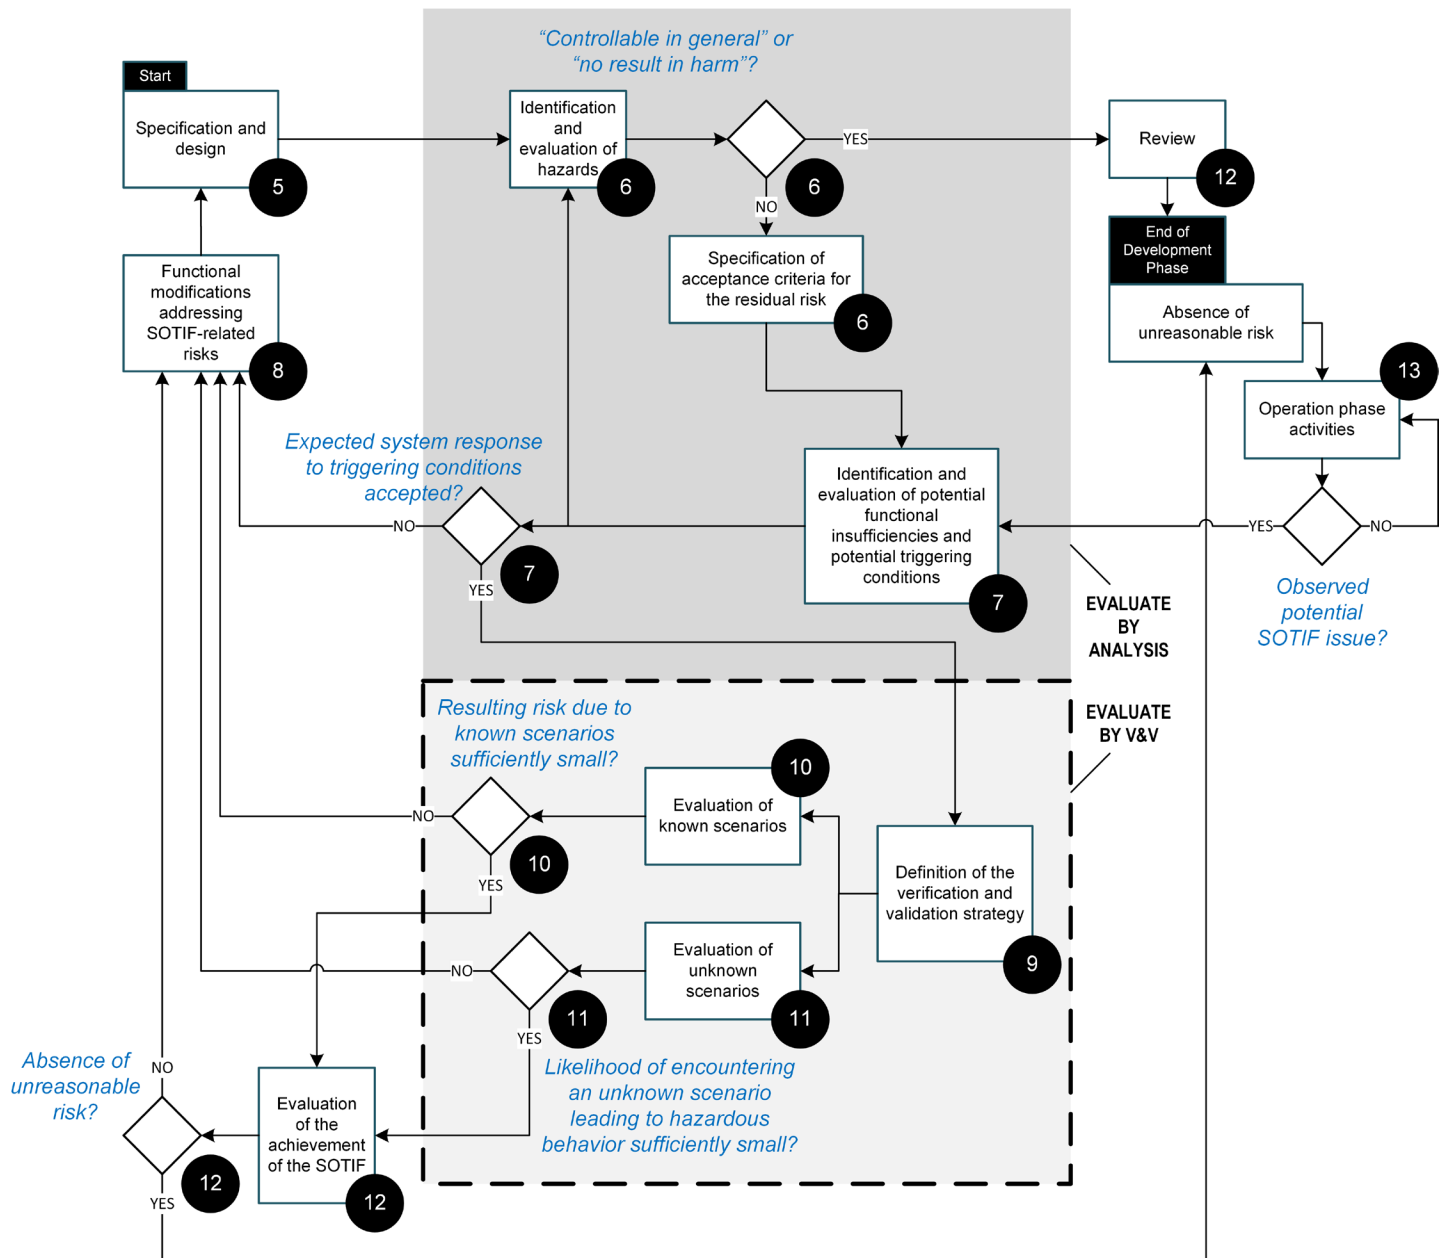 “Controllable in general” or
“no result in harm”?
Start
Specification and
design
5
Identification
and
evaluation of
hazards
6
YES
6
NO
Review
12
End of
Development
Phase
Absence of
unreasonable risk
Specification of
acceptance criteria for
the residual risk
6
Functional
modifications
addressing
SOTIF-related
risks
8
13
Operation phase
activities
Expected system response
to triggering conditions
accepted?
NO
7
YES
Identification and
evaluation of potential
functional
insufficiencies and
potential triggering
conditions
7
YES
NO
Observed
potential
SOTIF issue?
EVALUATE
BY
ANALYSIS
EVALUATE
BY V&V
Resulting risk due to
known scenarios
sufficiently small?
NO
10
YES
Evaluation of
known scenarios
10
Definition of the
verification and
validation strategy
9
Evaluation of
unknown
scenarios
11
NO
11
YES
Likelihood of encountering
an unknown scenario
leading to hazardous
behavior sufficiently small?
Absence of
unreasonable
risk?
NO
12
YES
Evaluation
of the
achievement
of the SOTIF
12